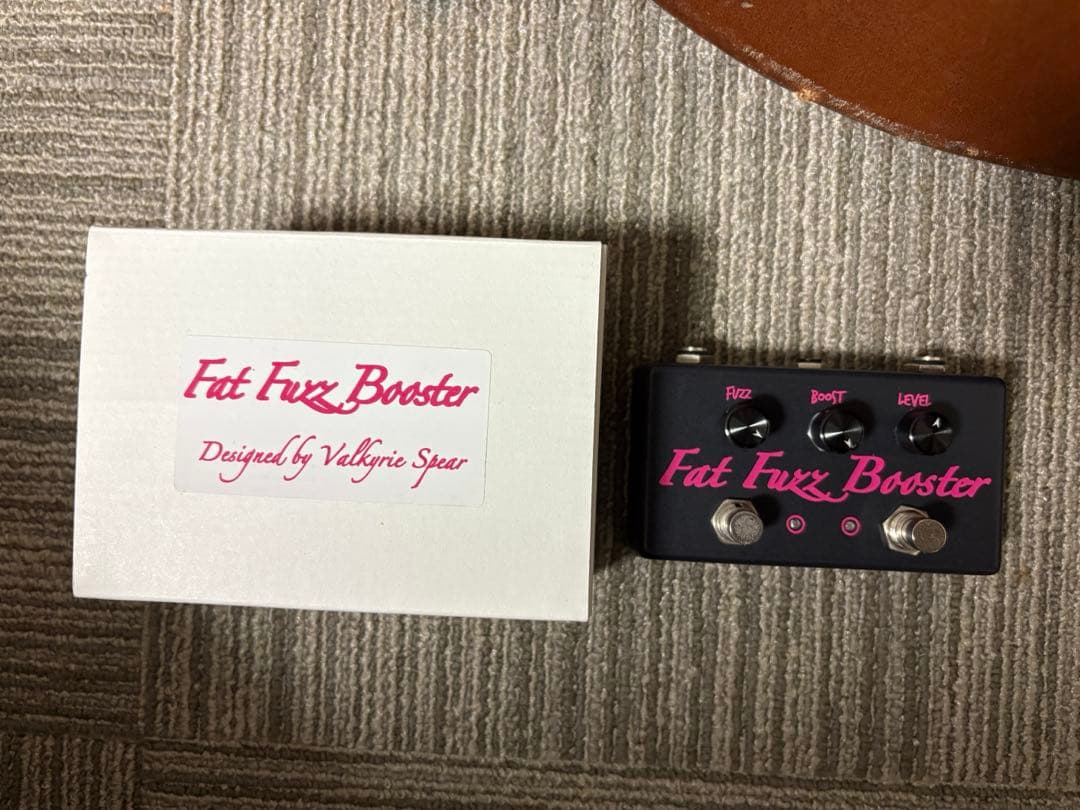 Fat Fuzz Booster
Designed by Valkyrie Spear
FUZZ BOOST LEVEL
Fat Fuzz Booster